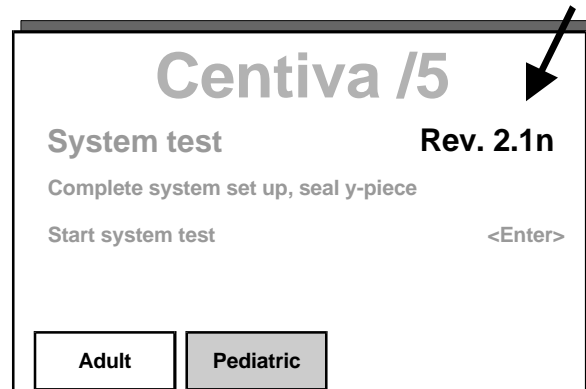 Centiva /5
System test Rev. 2.1n
Complete system set up, seal y-piece
Start system test <Enter>
Adult Pediatric